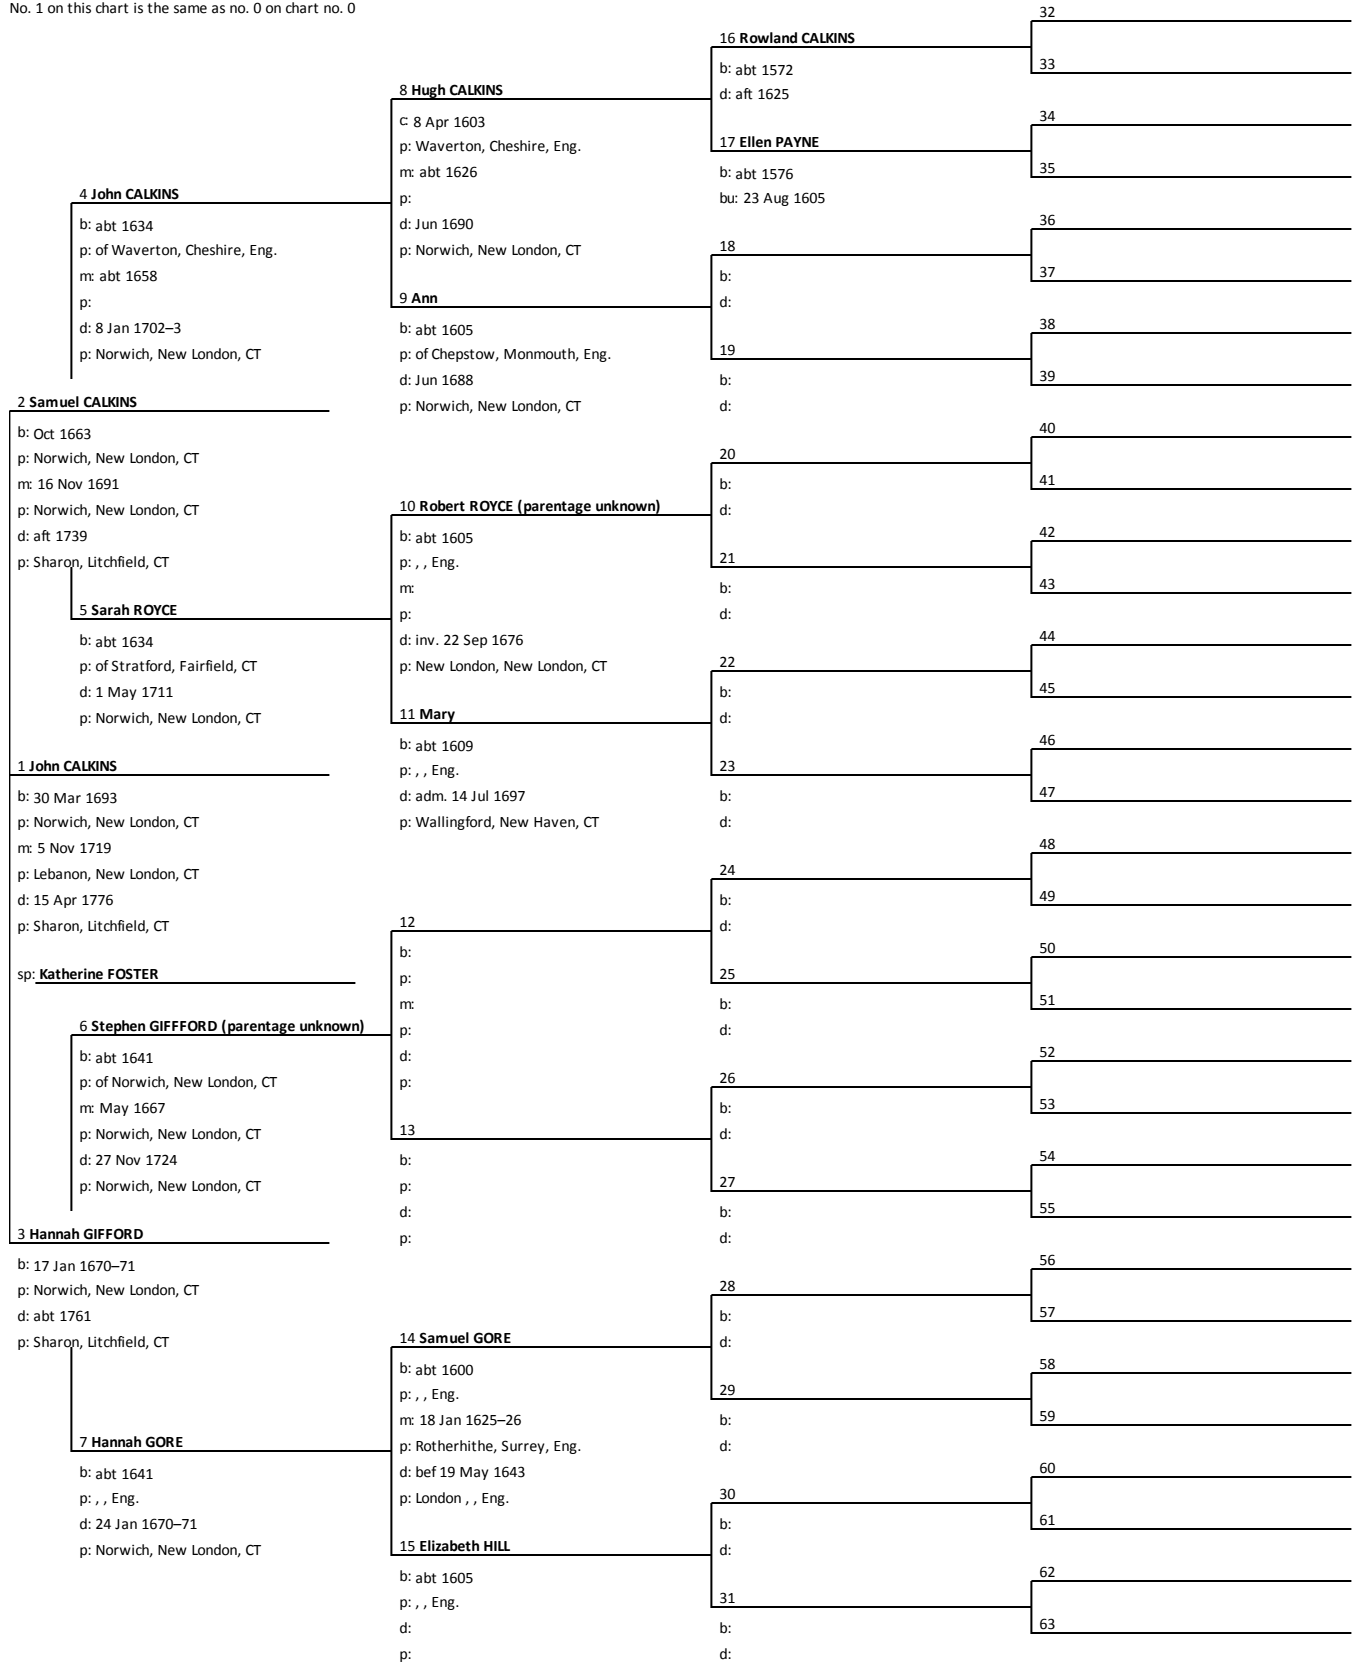 No. 1 on this chart is the same as no. 0 on chart no. 0
4 John CALKINS
b: abt 1634
p: of Waverton, Cheshire, Eng.
m: abt 1658
p:
d: 8 Jan 1702–3
p: Norwich, New London, CT
2 Samuel CALKINS
b: Oct 1663
p: Norwich, New London, CT
m: 16 Nov 1691
p: Norwich, New London, CT
d: aft 1739
p: Sharon, Litchfield, CT
5 Sarah ROYCE
b: abt 1634
p: of Stratford, Fairfield, CT
d: 1 May 1711
p: Norwich, New London, CT
1 John CALKINS
b: 30 Mar 1693
p: Norwich, New London, CT
m: 5 Nov 1719
p: Lebanon, New London, CT
d: 15 Apr 1776
p: Sharon, Litchfield, CT
sp: Katherine FOSTER
6 Stephen GIFFFORD (parentage unknown)
b: abt 1641
p: of Norwich, New London, CT
m: May 1667
p: Norwich, New London, CT
d: 27 Nov 1724
p: Norwich, New London, CT
3 Hannah GIFFORD
b: 17 Jan 1670–71
p: Norwich, New London, CT
d: abt 1761
p: Sharon, Litchfield, CT
7 Hannah GORE
b: abt 1641
p: , , Eng.
d: 24 Jan 1670–71
p: Norwich, New London, CT
8 Hugh CALKINS
c: 8 Apr 1603
p: Waverton, Cheshire, Eng.
m: abt 1626
p:
d: Jun 1690
p: Norwich, New London, CT
9 Ann
b: abt 1605
p: of Chepstow, Monmouth, Eng.
d: Jun 1688
p: Norwich, New London, CT
10 Robert ROYCE (parentage unknown)
b: abt 1605
p: , , Eng.
m:
p:
d: inv. 22 Sep 1676
p: New London, New London, CT
11 Mary
b: abt 1609
p: , , Eng.
d: adm. 14 Jul 1697
p: Wallingford, New Haven, CT
12
b:
p:
m:
p:
d:
p:
13
b:
p:
d:
p:
14 Samuel GORE
b: abt 1600
p: , , Eng.
m: 18 Jan 1625–26
p: Rotherhithe, Surrey, Eng.
d: bef 19 May 1643
p: London , , Eng.
15 Elizabeth HILL
b: abt 1605
p: , , Eng.
d:
p:
16 Rowland CALKINS
b: abt 1572
d: aft 1625
17 Ellen PAYNE
b: abt 1576
bu: 23 Aug 1605
18
b:
d:
19
b:
d:
20
b:
d:
21
b:
d:
22
b:
d:
23
b:
d:
24
b:
d:
25
b:
d:
26
b:
d:
27
b:
d:
28
b:
d:
29
b:
d:
30
b:
d:
31
b:
d:
32
33
34
35
36
37
38
39
40
41
42
43
44
45
46
47
48
49
50
51
52
53
54
55
56
57
58
59
60
61
62
63